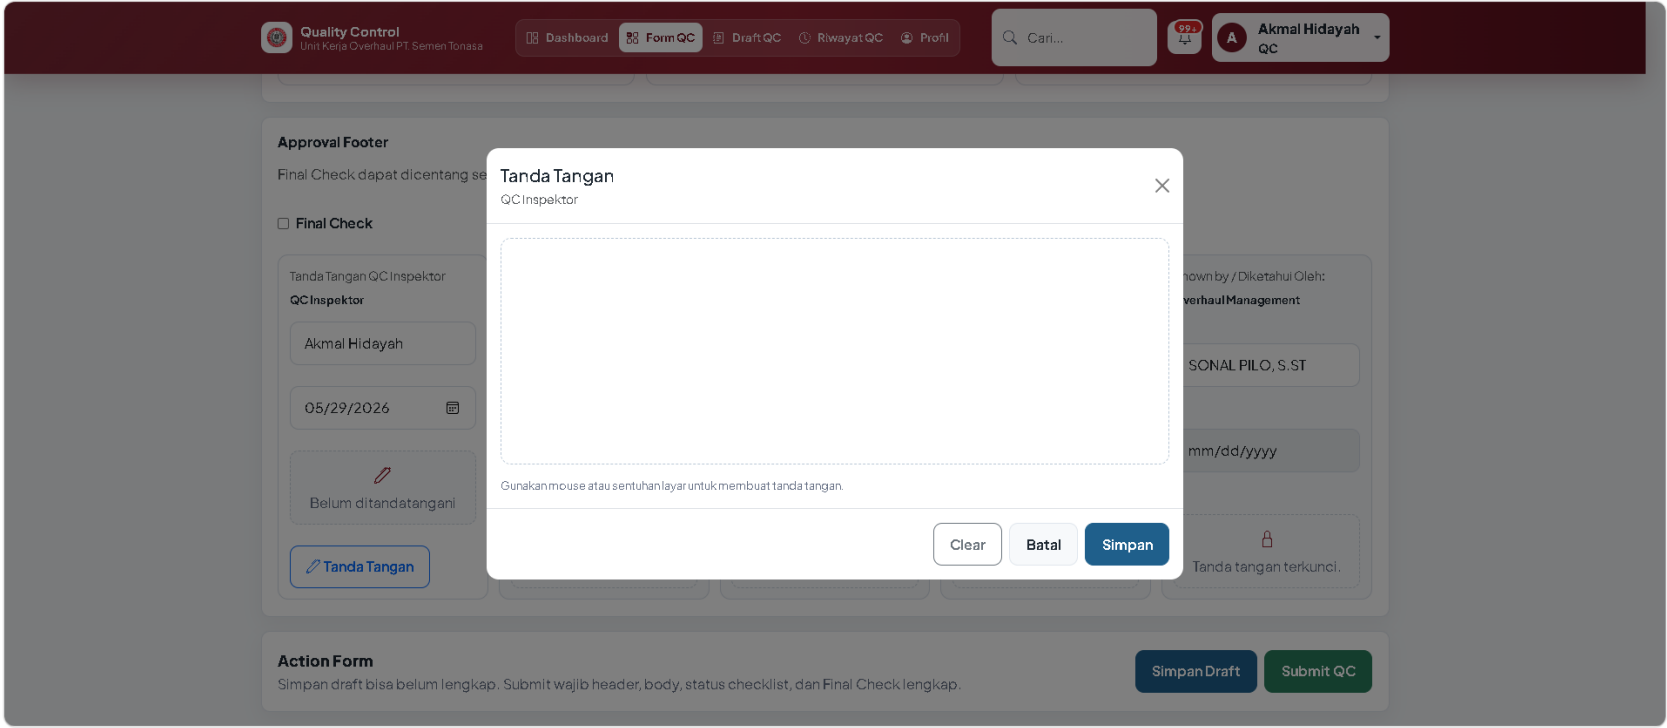 Quality Control
Unit Kerja Overhaul PT. Semen Tonasa
Dashboard
Form QC
Draft QC
Riwayat QC
Profil
Cari...
99+
A
Akmal Hidayah
QC
Approval Footer
Final Check dapat dicentang se
Final Check
Tanda Tangan QC Inspektor
QC Inspektor
Akmal Hidayah
05/29/2026
Belum ditandatangani
Tanda Tangan
Tanda Tangan
QC Inspektor
Gunakan mouse atau sentuhan layar untuk membuat tanda tangan.
Clear
Batal
Simpan
nown by / Diketahui Oleh:
verhaul Management
SONAL PILO, S.ST
mm/dd/yyyy
Tanda tangan terkunci.
Action Form
Simpan draft bisa belum lengkap. Submit wajib header, body, status checklist, dan Final Check lengkap.
Simpan Draft
Submit QC